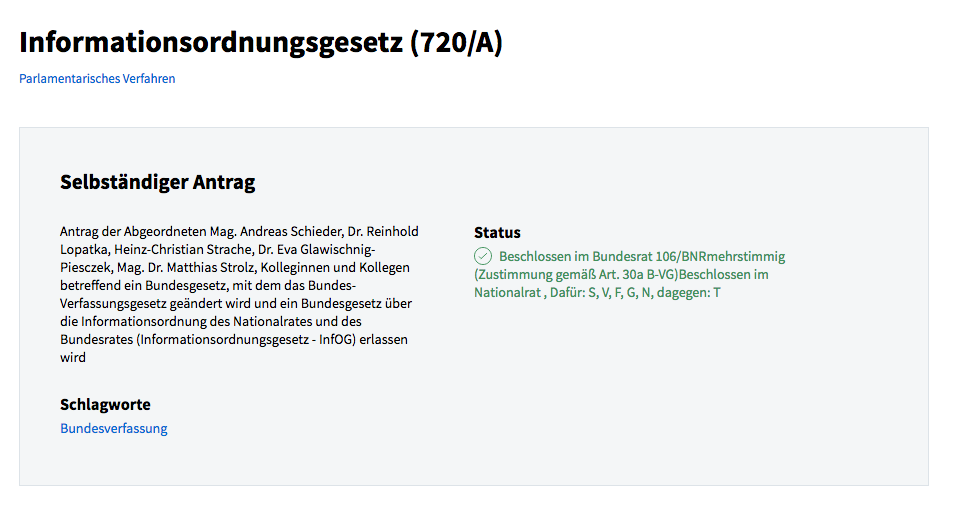 Informationsordnungsgesetz (720/A)
Parlamentarisches Verfahren
Selbständiger Antrag
Antrag der Abgeordneten Mag. Andreas Schieder, Dr. Reinhold
Lopatka, Heinz-Christian Strache, Dr. Eva Glawischnig-
Piesczek, Mag. Dr. Matthias Strolz, Kolleginnen und Kollegen
betreffend ein Bundesgesetz, mit dem das Bundes-
Verfassungsgesetz geändert wird und ein Bundesgesetz über
die Informationsordnung des Nationalrates und des
Bundesrates (Informationsordnungsgesetz - InfOG) erlassen
wird
Schlagworte
Bundesverfassung
Status
Beschlossen im Bundesrat 106/BNRmehrstimmig
(Zustimmung gemäß Art. 30a B-VG)Beschlossen im
Nationalrat , Dafür: S, V, F, G, N, dagegen: T